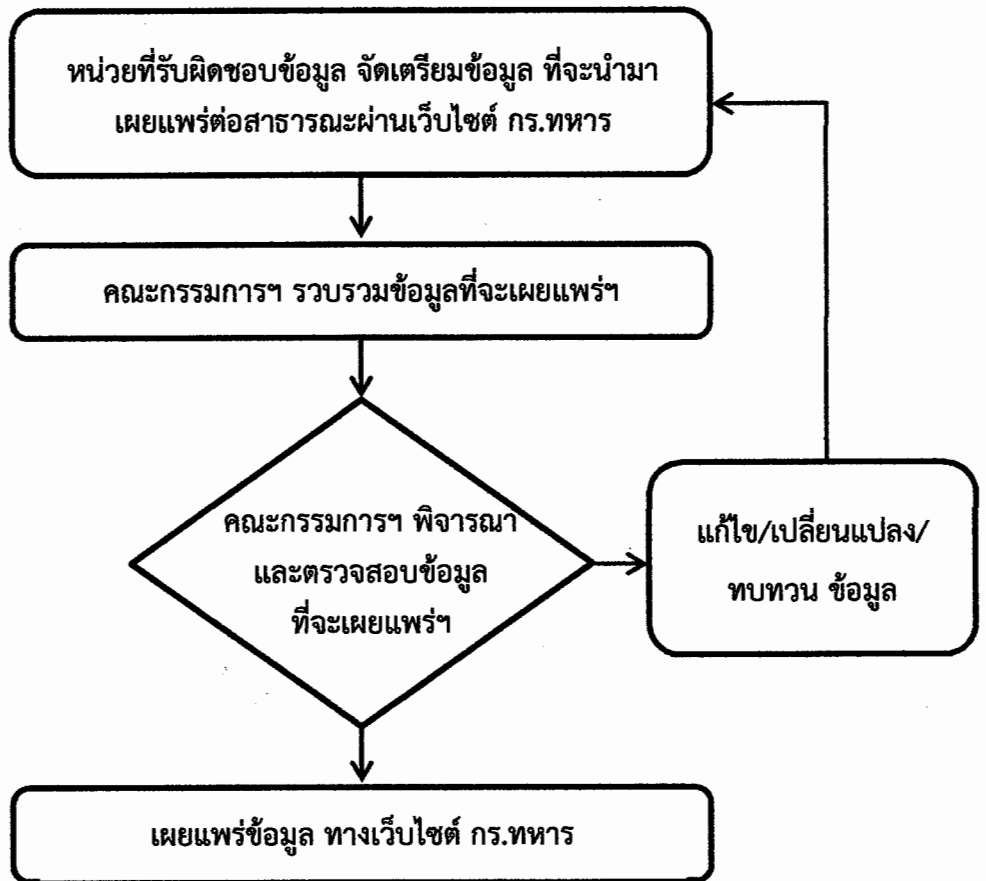 หน่วยที่รับผิดชอบข้อมูล จัดเตรียมข้อมูล ที่จะนำมา
เผยแพร่ต่อสาธารณะผ่านเว็บไซต์ กร.ทหาร
คณะกรรมการฯ รวบรวมข้อมูลที่จะเผยแพร่ฯ
คณะกรรมการฯ พิจารณา
และตรวจสอบข้อมูล
ที่จะเผยแพร่ฯ
แก้ไข/เปลี่ยนแปลง/
ทบทวน ข้อมูล
เผยแพร่ข้อมูล ทางเว็บไซต์ กร.ทหาร